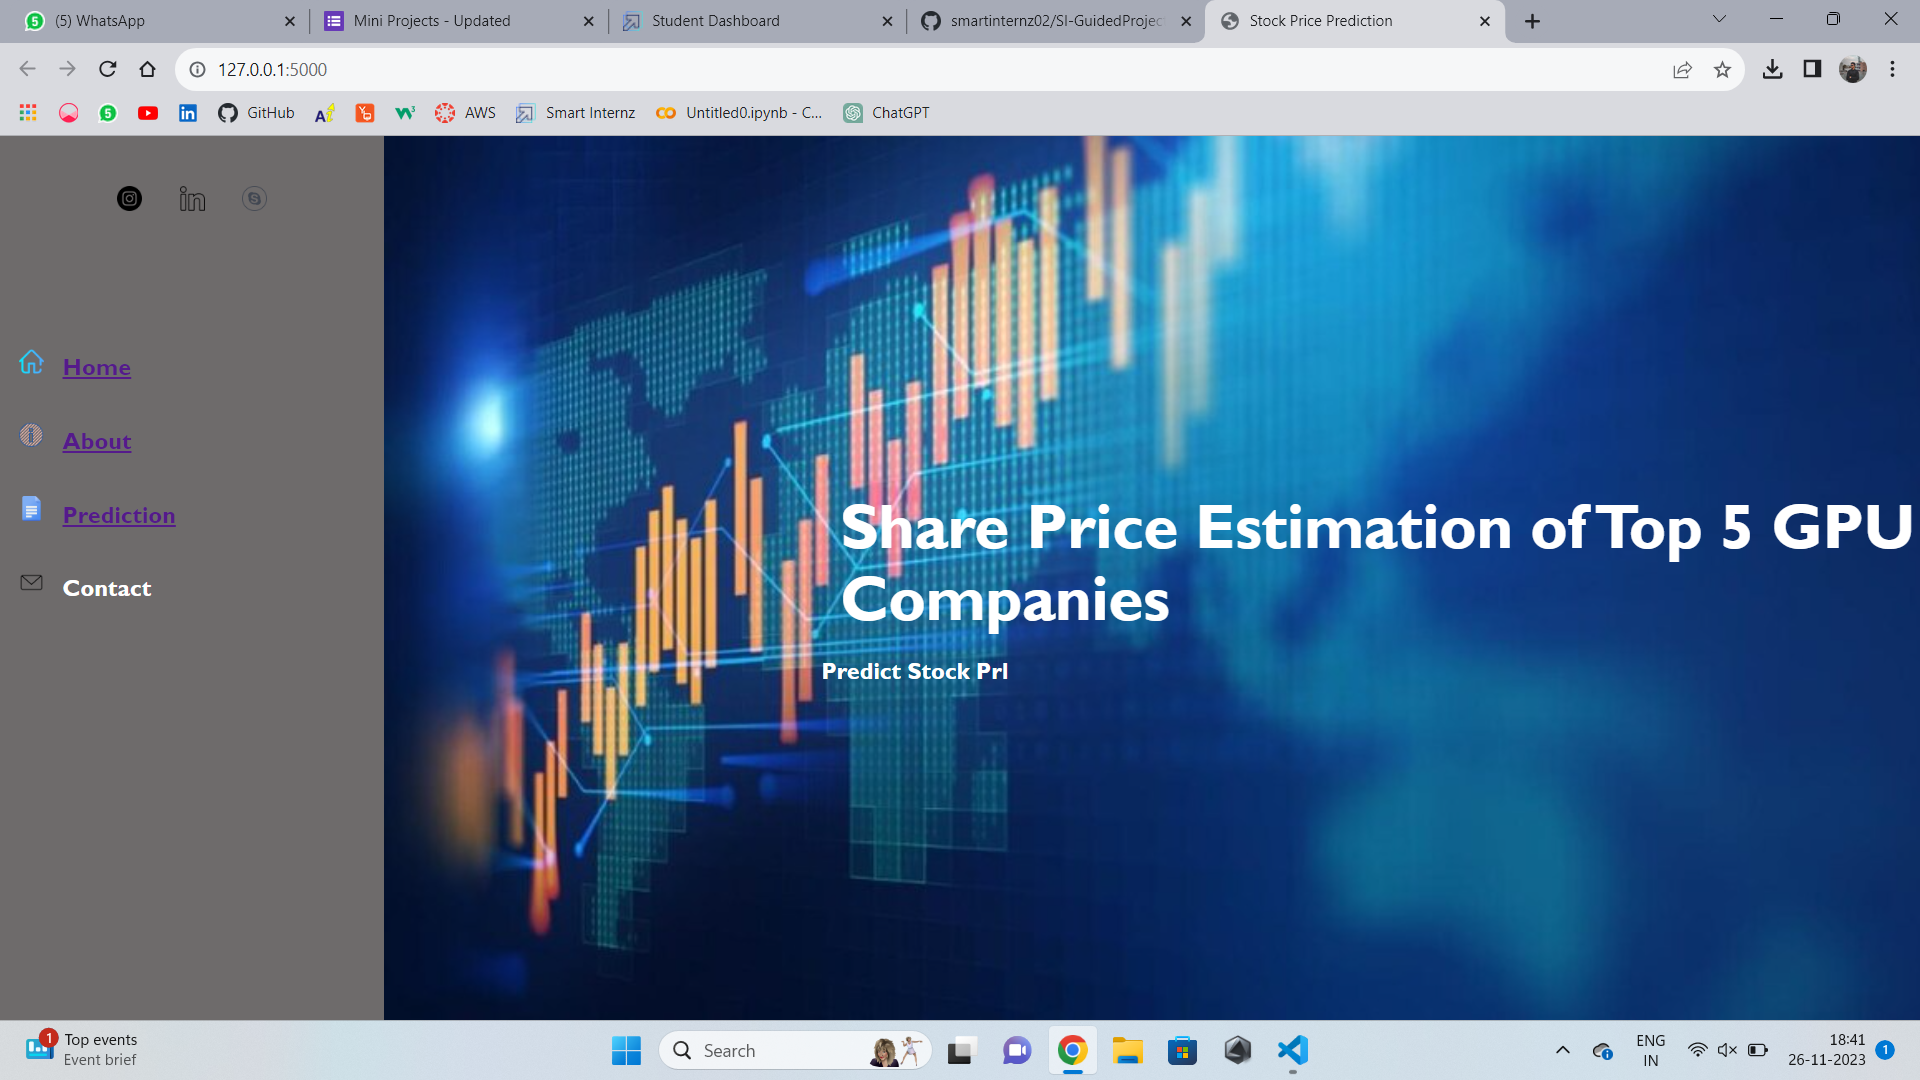 (5) WhatsApp
Mini Projects - Updated
Student Dashboard
smartinternz02/SI-GuidedProjec
Stock Price Prediction
127.0.0.1:5000
5
GitHub
AWS
Smart Internz
Untitled0.ipynb - C...
ChatGPT
Home
About
Prediction
Contact
Share Price Estimation of Top 5 GPU
Companies
Predict Stock PrI
1
Top events
Event brief
Search
ENG
IN
18:41
26-11-2023
1